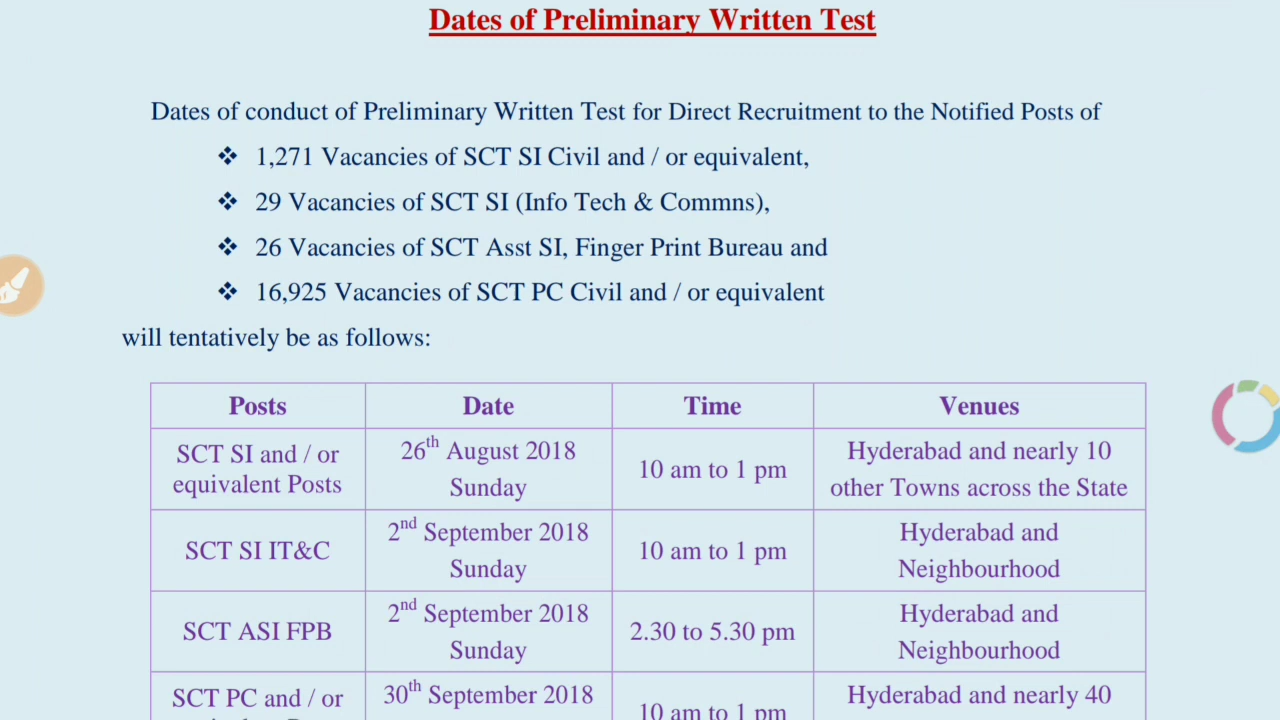 Dates of Preliminary Written Test
Dates of conduct of Preliminary Written Test for Direct Recruitment to the Notified Posts of
❖ 1,271 Vacancies of SCT SI Civil and / or equivalent,
❖ 29 Vacancies of SCT SI (Info Tech & Commns),
❖ 26 Vacancies of SCT Asst SI, Finger Print Bureau and
❖ 16,925 Vacancies of SCT PC Civil and / or equivalent
will tentatively be as follows:
Posts Date Time Venues
SCT SI and / or equivalent Posts 26th August 2018 Sunday 10 am to 1 pm Hyderabad and nearly 10 other Towns across the State
SCT SI IT&C 2nd September 2018 Sunday 10 am to 1 pm Hyderabad and Neighbourhood
SCT ASI FPB 2nd September 2018 Sunday 2.30 to 5.30 pm Hyderabad and Neighbourhood
SCT PC and / or 30th September 2018 10 am to 1 pm Hyderabad and nearly 40